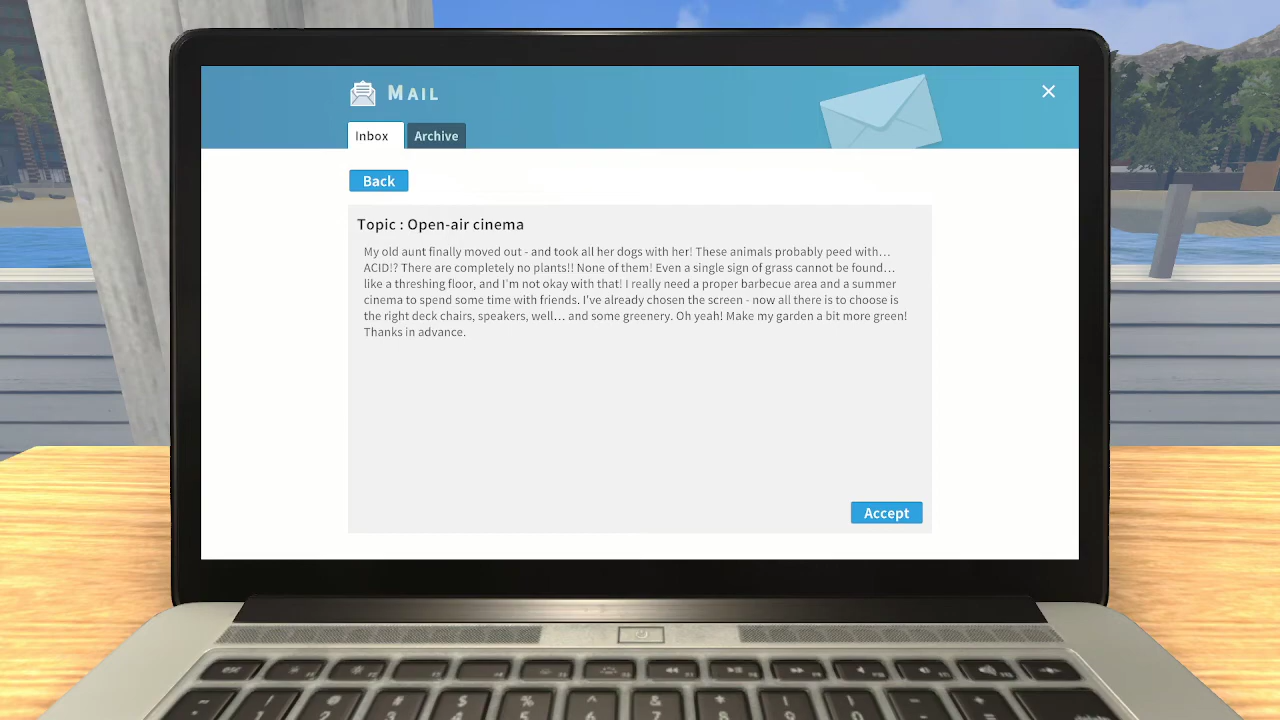 MAIL
Inbox
Archive
Back
Topic : Open-air cinema
My old aunt finally moved out - and took all her dogs with her! These animals probably peed with...
ACID!? There are completely no plants!! None of them! Even a single sign of grass cannot be found...
like a threshing floor, and I'm not okay with that! I really need a proper barbecue area and a summer
cinema to spend some time with friends. I've already chosen the screen - now all there is to choose is
the right deck chairs, speakers, well... and some greenery. Oh yeah! Make my garden a bit more green!
Thanks in advance.
Accept
esc